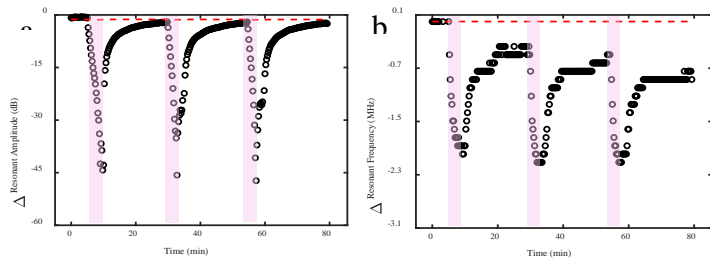 0
-15
-30
-45
-60
Δ Resonant Amplitude (dB)
0 20 40 60 80
Time (min)
b
0.1
-0.7
-1.5
-2.3
-3.1
Δ Resonant Frequency (MHz)
0 20 40 60 80
Time (min)